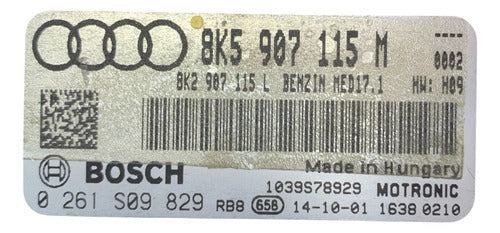 8K5 907 115 M
0002
8K2 907 115 L BENZIN MED17.1 HW: H09
Made in Hungary
BOSCH
1039S78929 MOTRONIC
0 261 S09 829 RB8 658 14-10-01 1638 0210